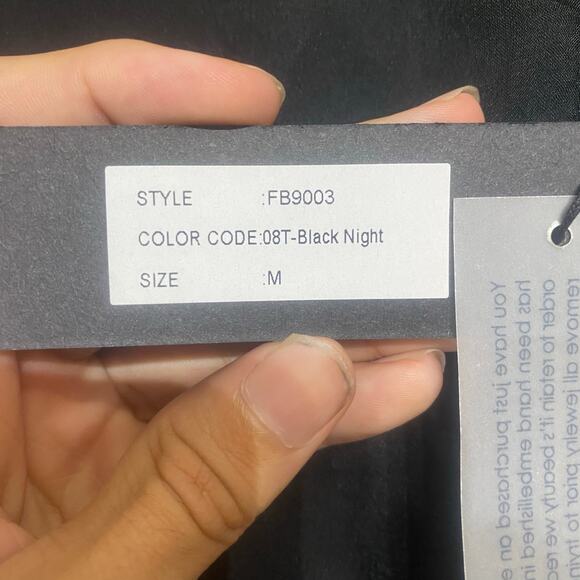 STYLE :FB9003
COLOR CODE:08T-Black Night
SIZE :M
You have just purchased an
has been hand embellished in
order to retain it's beauty we
remove all jewelry prior to